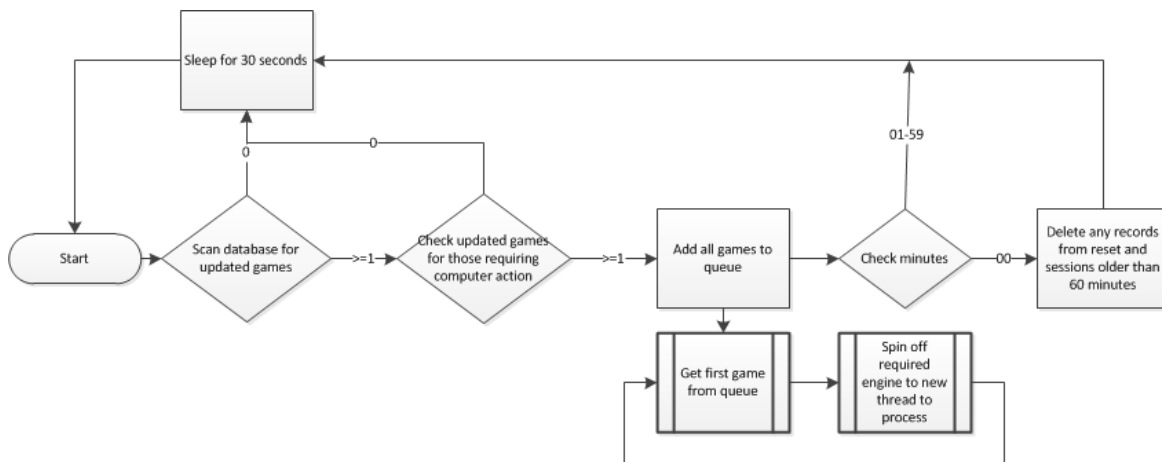 Sleep for 30 seconds
01-59
0
0
Start
Scan database for
updated games
>=1
Check updated games
for those requiring
computer action
>=1
Add all games to
queue
Check minutes
00
Delete any records
from reset and
sessions older than
60 minutes
Get first game
from queue
Spin off
required
engine to new
thread to
process